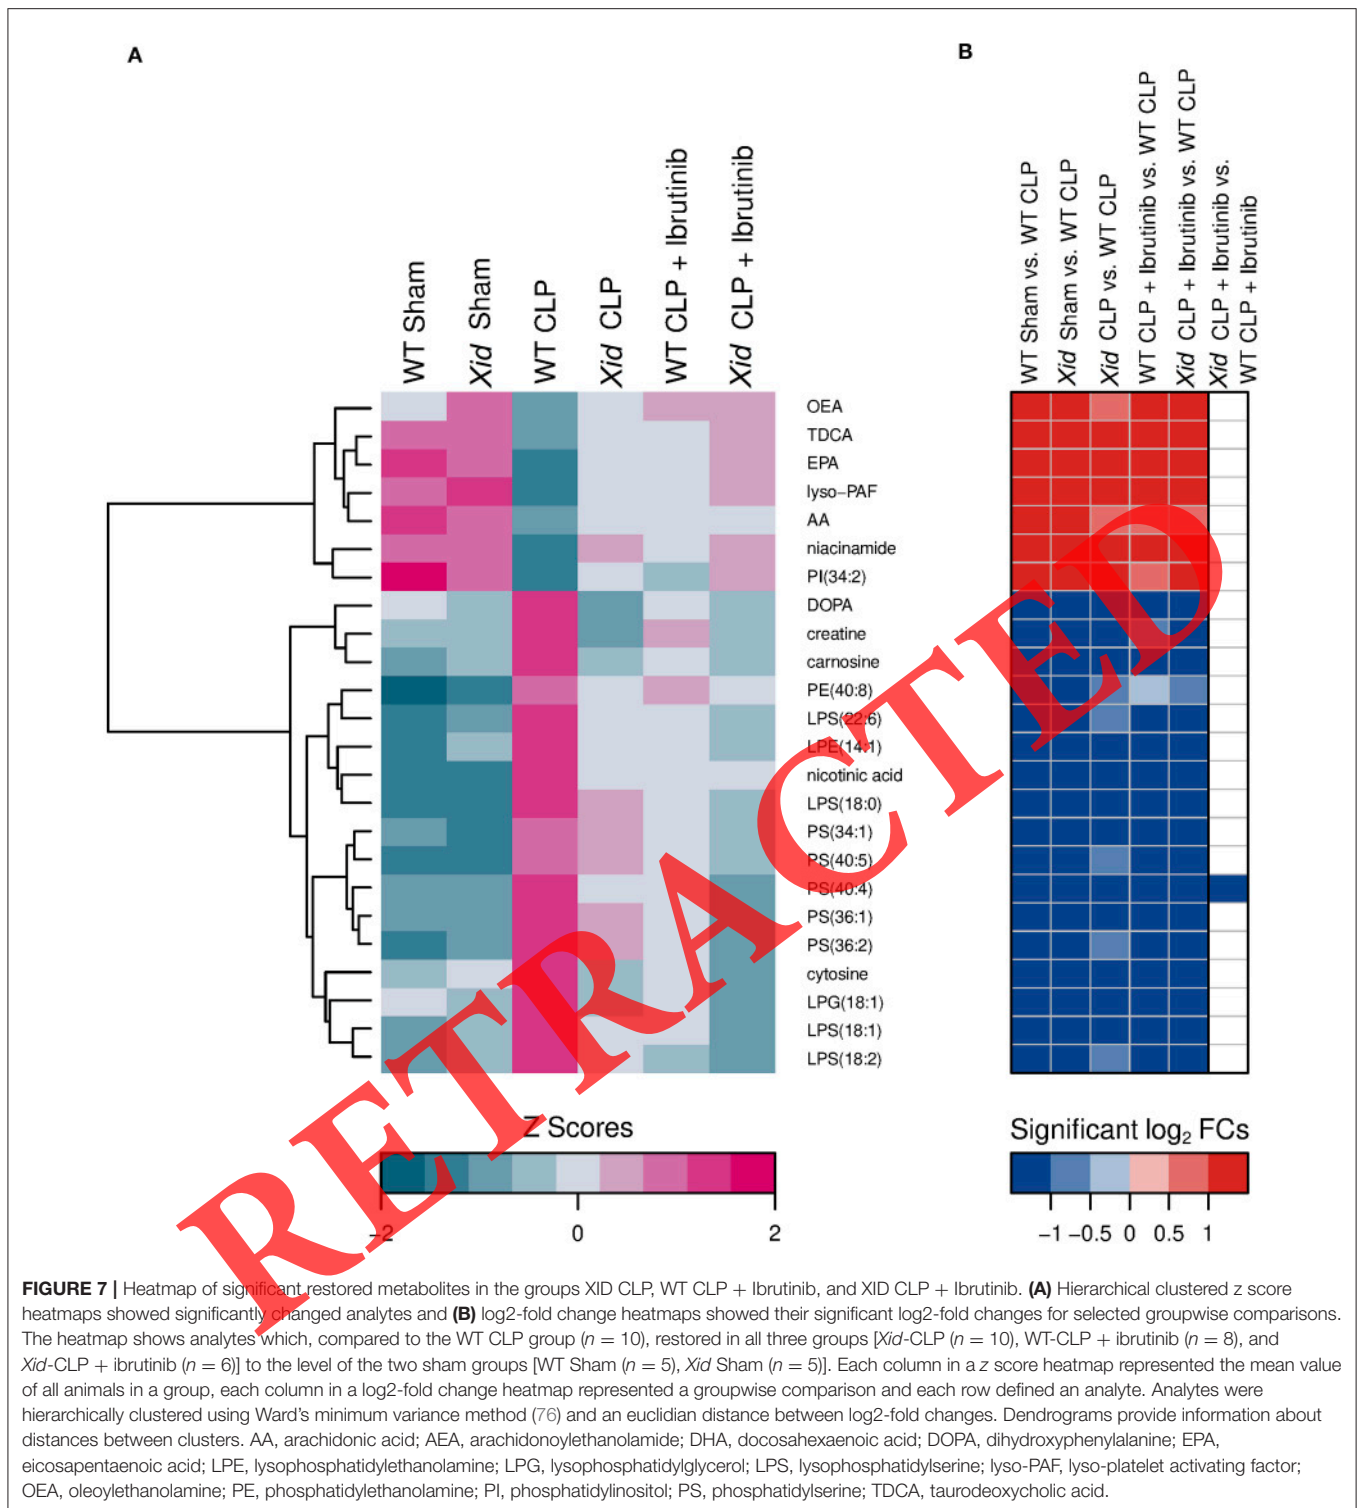 A
B
WT Sham
Xid Sham
WT CLP
Xid CLP
WT CLP + Ibrutinib
Xid CLP + Ibrutinib
WT Sham vs. WT CLP
Xid Sham vs. WT CLP
Xid CLP vs. WT CLP
WT CLP + Ibrutinib vs. WT CLP
Xid CLP + Ibrutinib vs. WT CLP
Xid CLP + Ibrutinib vs.
WT CLP + Ibrutinib
OEA
TDCA
EPA
lyso−PAF
AA
niacinamide
PI(34:2)
DOPA
creatine
carnosine
PE(40:8)
LPS(22:6)
LPE(14:1)
nicotinic acid
LPS(18:0)
PS(34:1)
PS(40:5)
PS(40:4)
PS(36:1)
PS(36:2)
cytosine
LPG(18:1)
LPS(18:1)
LPS(18:2)
Z Scores
−2 0 2
Significant log₂ FCs
−1 −0.5 0 0.5 1
RETRACTED
FIGURE 7 | Heatmap of significant restored metabolites in the groups XID CLP, WT CLP + Ibrutinib, and XID CLP + Ibrutinib. (A) Hierarchical clustered z score
heatmaps showed significantly changed analytes and (B) log2-fold change heatmaps showed their significant log2-fold changes for selected groupwise comparisons.
The heatmap shows analytes which, compared to the WT CLP group (n = 10), restored in all three groups [Xid-CLP (n = 10), WT-CLP + ibrutinib (n = 8), and
Xid-CLP + ibrutinib (n = 6)] to the level of the two sham groups [WT Sham (n = 5), Xid Sham (n = 5)]. Each column in a z score heatmap represented the mean value
of all animals in a group, each column in a log2-fold change heatmap represented a groupwise comparison and each row defined an analyte. Analytes were
hierarchically clustered using Ward's minimum variance method (76) and an euclidian distance between log2-fold changes. Dendrograms provide information about
distances between clusters. AA, arachidonic acid; AEA, arachidonoylethanolamide; DHA, docosahexaenoic acid; DOPA, dihydroxyphenylalanine; EPA,
eicosapentaenoic acid; LPE, lysophosphatidylethanolamine; LPG, lysophosphatidylglycerol; LPS, lysophosphatidylserine; lyso-PAF, lyso-platelet activating factor;
OEA, oleoylethanolamine; PE, phosphatidylethanolamine; PI, phosphatidylinositol; PS, phosphatidylserine; TDCA, taurodeoxycholic acid.